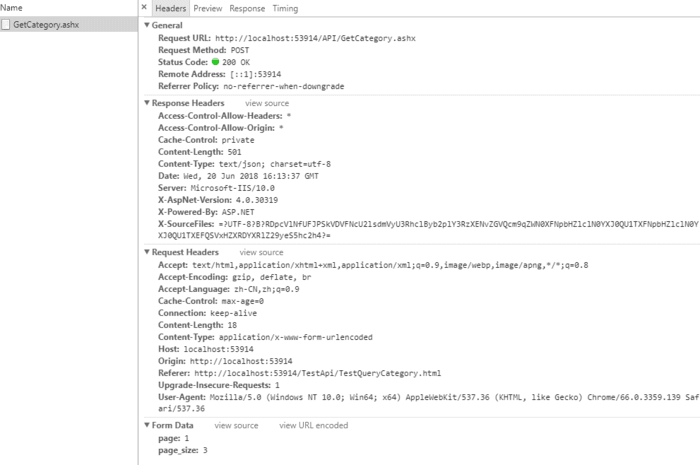 Name
× Headers Preview Response Timing
GetCategory.ashx
▼ General
Request URL: http://localhost:53914/API/GetCategory.ashx
Request Method: POST
Status Code: 200 OK
Remote Address: [::1]:53914
Referrer Policy: no-referrer-when-downgrade
▼ Response Headers view source
Access-Control-Allow-Headers: *
Access-Control-Allow-Origin: *
Cache-Control: private
Content-Length: 501
Content-Type: text/json; charset=utf-8
Date: Wed, 20 Jun 2018 16:13:37 GMT
Server: Microsoft-IIS/10.0
X-AspNet-Version: 4.0.30319
X-Powered-By: ASP.NET
X-SourceFiles:
▼ Request Headers view source
Accept: text/html,application/xhtml+xml,application/xml;q=0.9,image/webp,image/apng,*/*;q=0.8
Accept-Encoding: gzip, deflate, br
Accept-Language: zh-CN,zh;q=0.9
Cache-Control: max-age=0
Connection: keep-alive
Content-Length: 18
Content-Type: application/x-www-form-urlencoded
Host: localhost:53914
Origin: http://localhost:53914
Referer: http://localhost:53914/TestApi/TestQueryCategory.html
Upgrade-Insecure-Requests: 1
User-Agent: Mozilla/5.0 (Windows NT 10.0; Win64; x64) AppleWebKit/537.36 (KHTML, like Gecko) Chrome/66.0.3359.139 Saf
ari/537.36
▼ Form Data view source view URL encoded
page: 1
page_size: 3